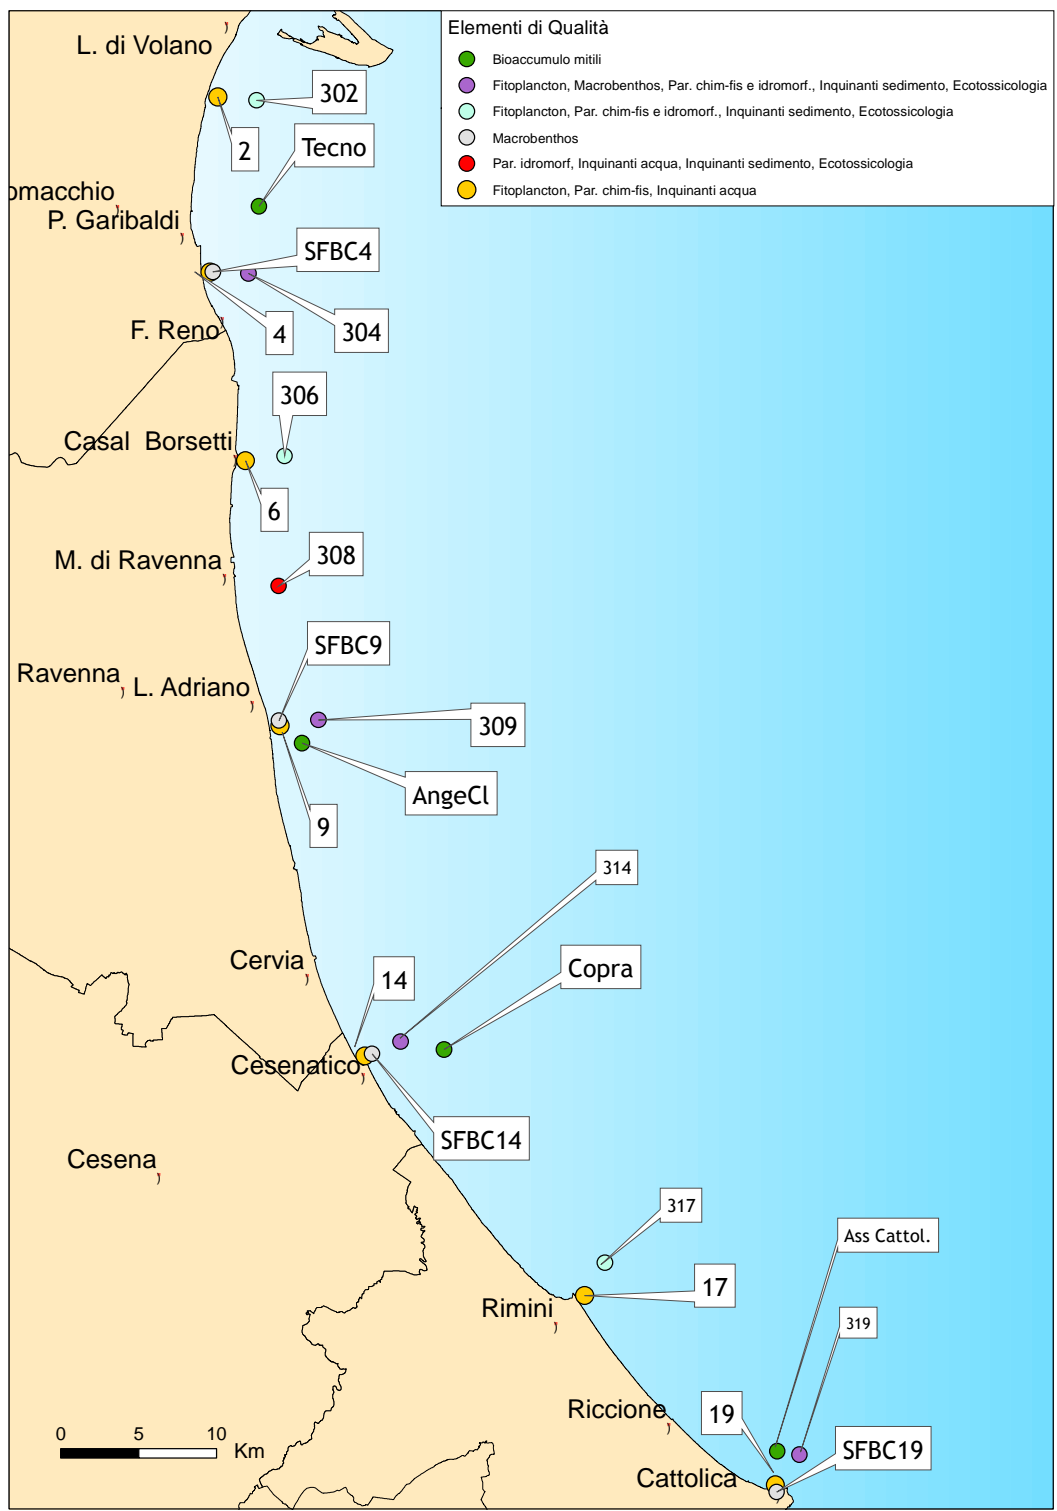 Elementi di Qualità
Bioaccumulo mitili
Fitoplancton, Macrobenthos, Par. chim-fis e idromorf., Inquinanti sedimento, Ecotossicologia
Fitoplancton, Par. chim-fis e idromorf., Inquinanti sedimento, Ecotossicologia
Macrobenthos
Par. idromorf, Inquinanti acqua, Inquinanti sedimento, Ecotossicologia
Fitoplancton, Par. chim-fis, Inquinanti acqua
L. di Volano
302
2
Tecno
omacchio
P. Garibaldi
SFBC4
4
304
F. Reno
306
Casal Borsetti
6
M. di Ravenna
308
SFBC9
Ravenna
L. Adriano
309
AngeCl
9
314
Cervia
14
Copra
Cesenatico
SFBC14
Cesena
317
Ass Cattol.
17
Rimini
319
Riccione
19
SFBC19
Cattolica
0 5 10 Km